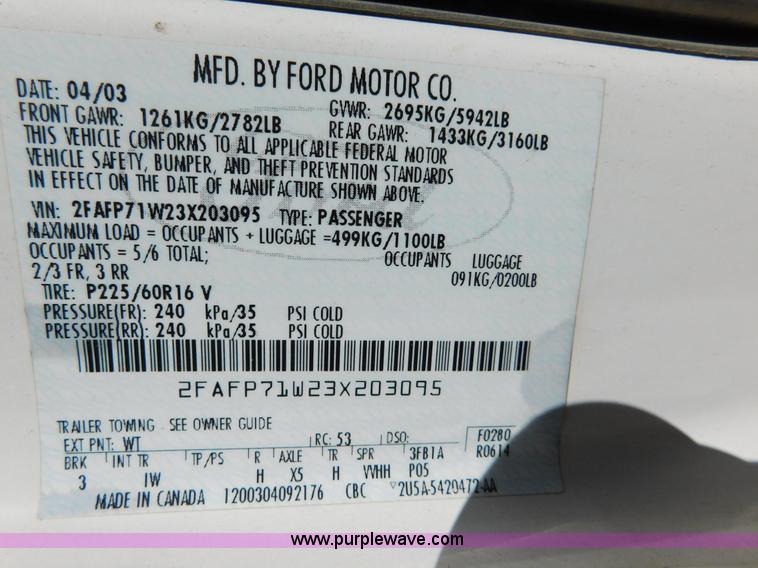 MFD. BY FORD MOTOR CO.
DATE: 04/03 GVWR: 2695KG/5942LB
FRONT GAWR: 1261KG/2782LB REAR GAWR: 1433KG/3160LB
THIS VEHICLE CONFORMS TO ALL APPLICABLE FEDERAL MOTOR
VEHICLE SAFETY, BUMPER, AND THEFT PREVENTION STANDARDS
IN EFFECT ON THE DATE OF MANUFACTURE SHOWN ABOVE.
VIN: 2FAFP71W23X203095 TYPE: PASSENGER
MAXIMUM LOAD = OCCUPANTS + LUGGAGE =499KG/1100LB
OCCUPANTS = 5/6 TOTAL; OCCUPANTS LUGGAGE
2/3 FR, 3 RR 091KG/0200LB
TIRE: P225/60R16 V
PRESSURE(FR): 240 kPa/35 PSI COLD
PRESSURE(RR): 240 kPa/35 PSI COLD
2FAFP71W23X203095
TRAILER TOWING - SEE OWNER GUIDE
EXT PNT: WT RC: 53 DSO: F0280
BRK INT TR TP/PS R AXLE TR SPR 3FB1A R0614
3 IW H X5 H VVHH P05
MADE IN CANADA 1200304092176 CBC 2U5A-5420472-AA
www.purplewave.com